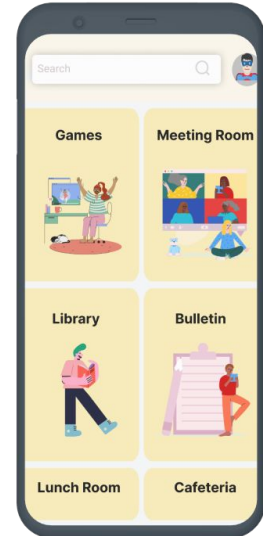 Search
Games
Meeting Room
Library
Bulletin
Lunch Room
Cafeteria